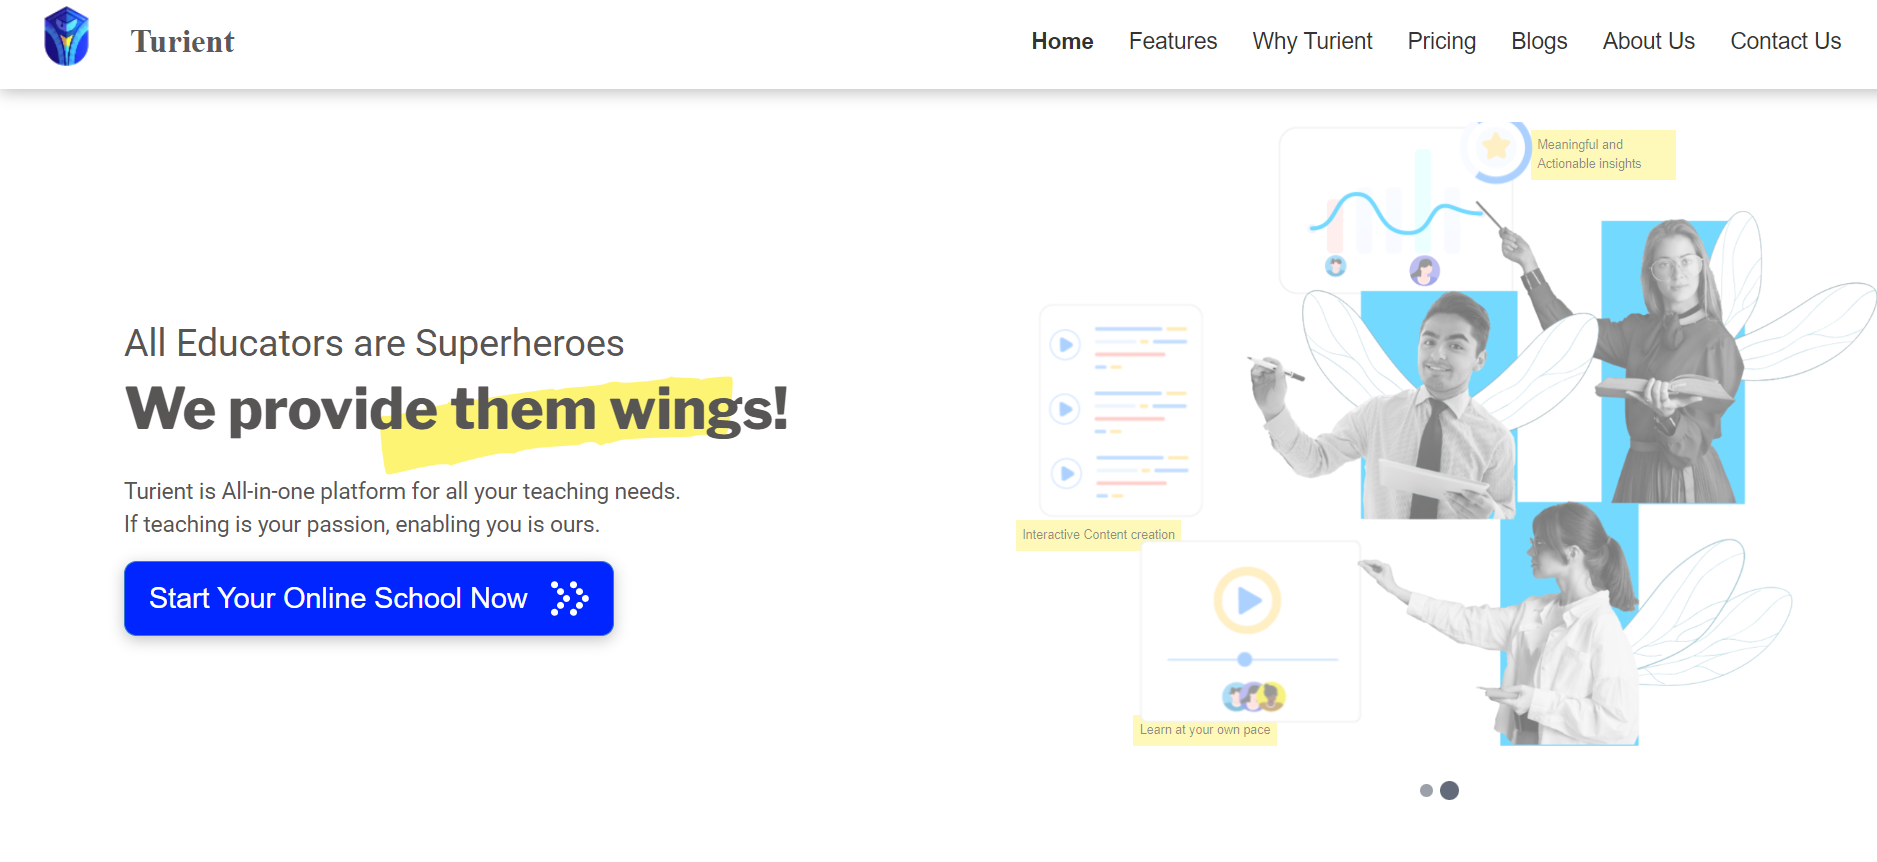 Turient
Home Features Why Turient Pricing Blogs About Us Contact Us
All Educators are Superheroes
We provide them wings!
Turient is All-in-one platform for all your teaching needs.
If teaching is your passion, enabling you is ours.
Start Your Online School Now
Meaningful and
Actionable insights
Interactive Content creation
Learn at your own pace